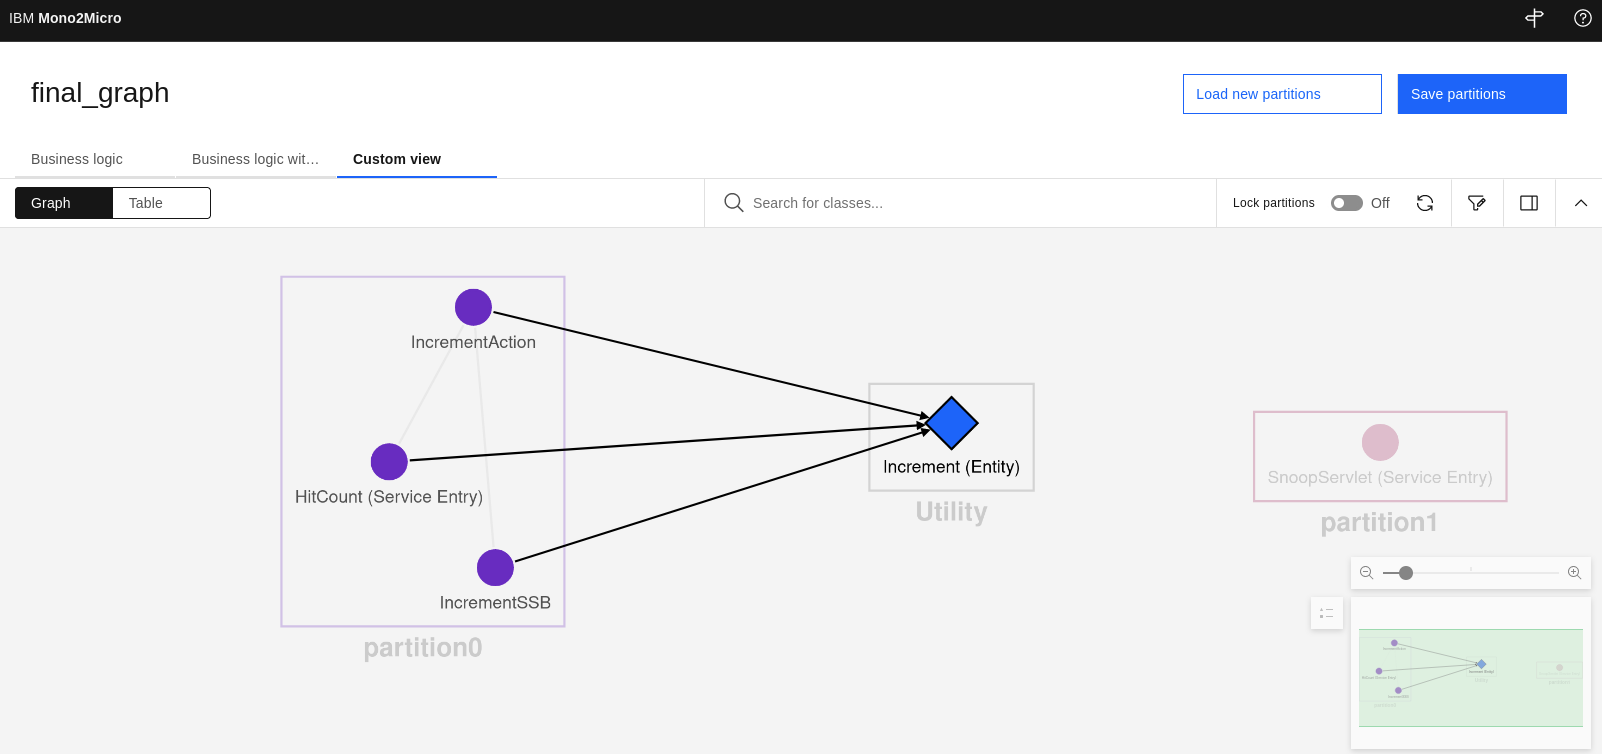 IBM Mono2Micro
final_graph
Load new partitions
Save partitions
Business logic
Business logic wit...
Custom view
Graph
Table
Search for classes...
Lock partitions
Off
IncrementAction
HitCount (Service Entry)
IncrementSSB
partition0
Increment (Entity)
Utility
SnoopServlet (Service Entry)
partition1